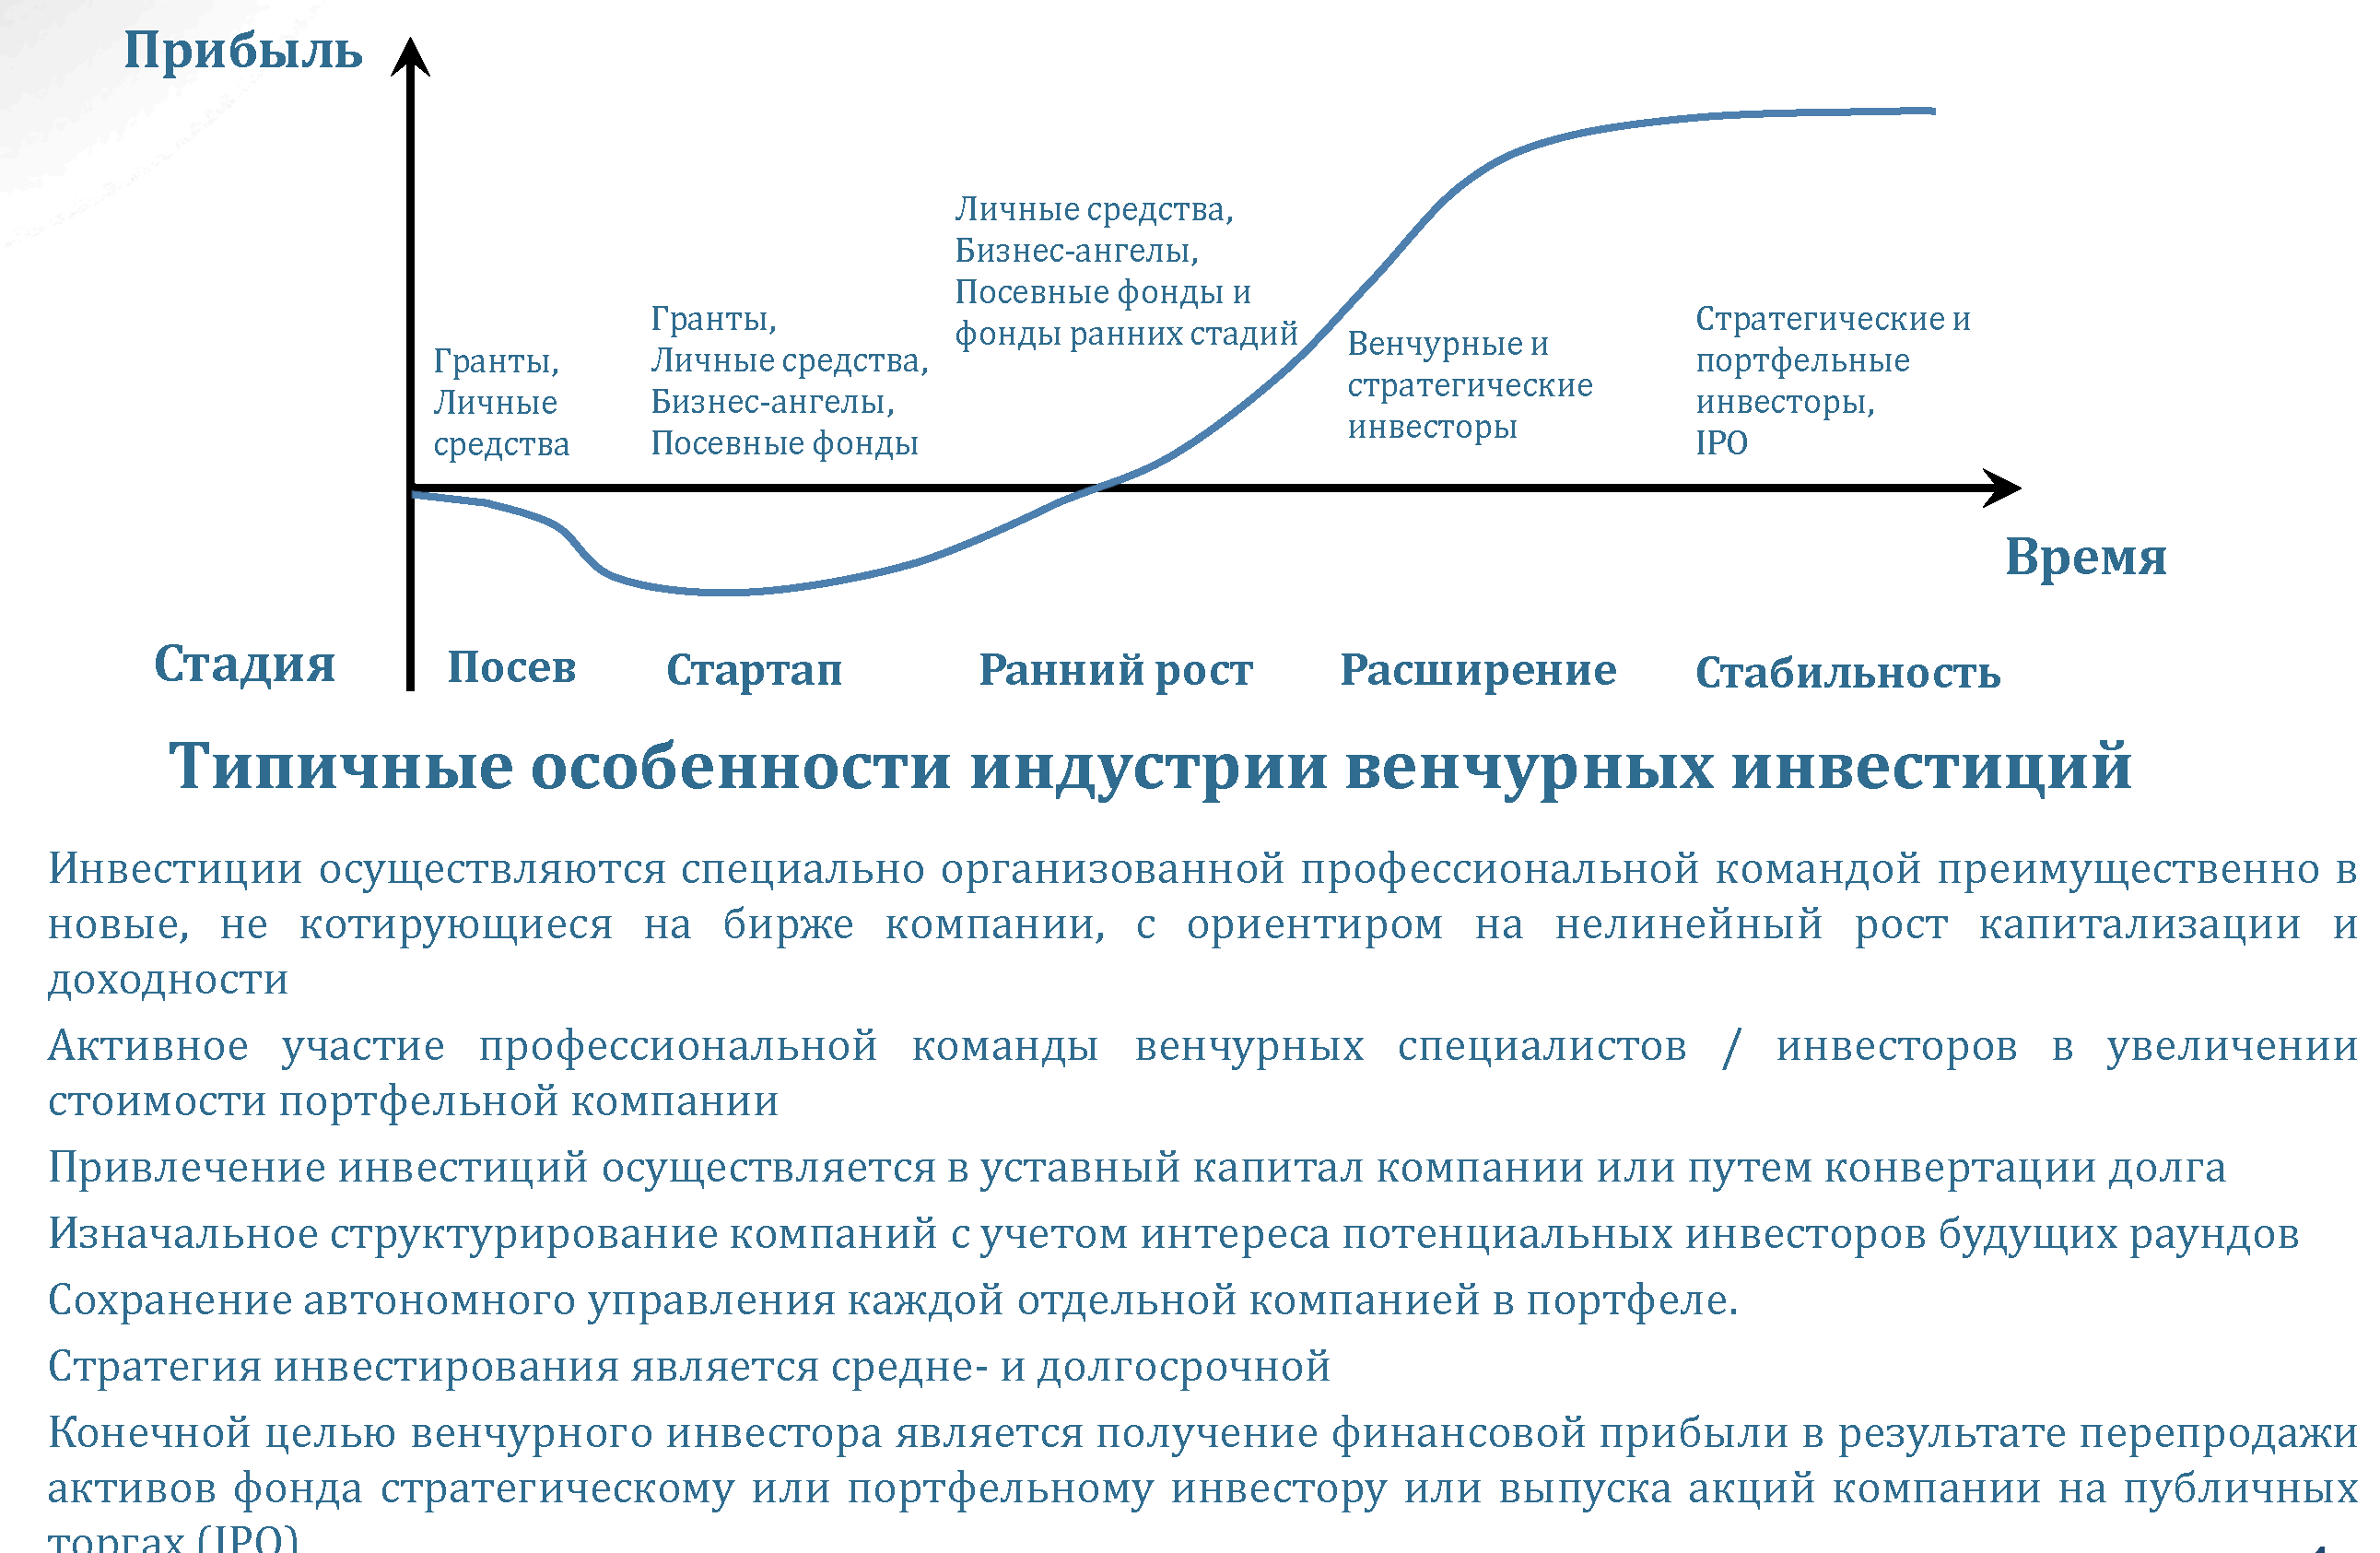 Прибыль
Личные средства,
Бизнес-ангелы,
Посевные фонды и
фонды ранних стадий
Гранты,
Личные
средства
Гранты,
Личные средства,
Бизнес-ангелы,
Посевные фонды
Венчурные и
стратегические
инвесторы
Стратегические и
портфельные
инвесторы,
IPO
Время
Стадия
Посев
Стартап
Ранний рост
Расширение
Стабильность
Типичные особенности индустрии венчурных инвестиций
Инвестиции осуществляются специально организованной профессиональной командой преимущественно в
новые, не котирующиеся на бирже компании, с ориентиром на нелинейный рост капитализации и
доходности
Активное участие профессиональной команды венчурных специалистов / инвесторов в увеличении
стоимости портфельной компании
Привлечение инвестиций осуществляется в уставный капитал компании или путем конвертации долга
Изначальное структурирование компаний с учетом интереса потенциальных инвесторов будущих раундов
Сохранение автономного управления каждой отдельной компанией в портфеле.
Стратегия инвестирования является средне- и долгосрочной
Конечной целью венчурного инвестора является получение финансовой прибыли в результате перепродажи
активов фонда стратегическому или портфельному инвестору или выпуска акций компании на публичных
торгах (IPO)